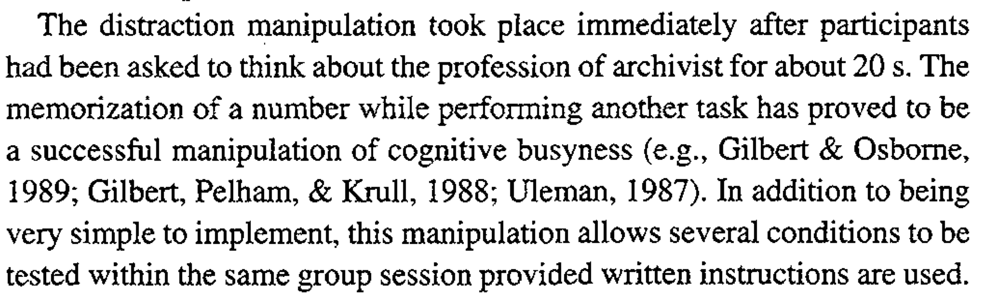 The distraction manipulation took place immediately after participants
had been asked to think about the profession of archivist for about 20 s. The
memorization of a number while performing another task has proved to be
a successful manipulation of cognitive busyness (e.g., Gilbert & Osborne,
1989; Gilbert, Pelham, & Krull, 1988; Uleman, 1987). In addition to being
very simple to implement, this manipulation allows several conditions to be
tested within the same group session provided written instructions are used.